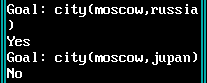 Goal: city(moscow,russia
)
Yes
Goal: city(moscow,jupan)
No